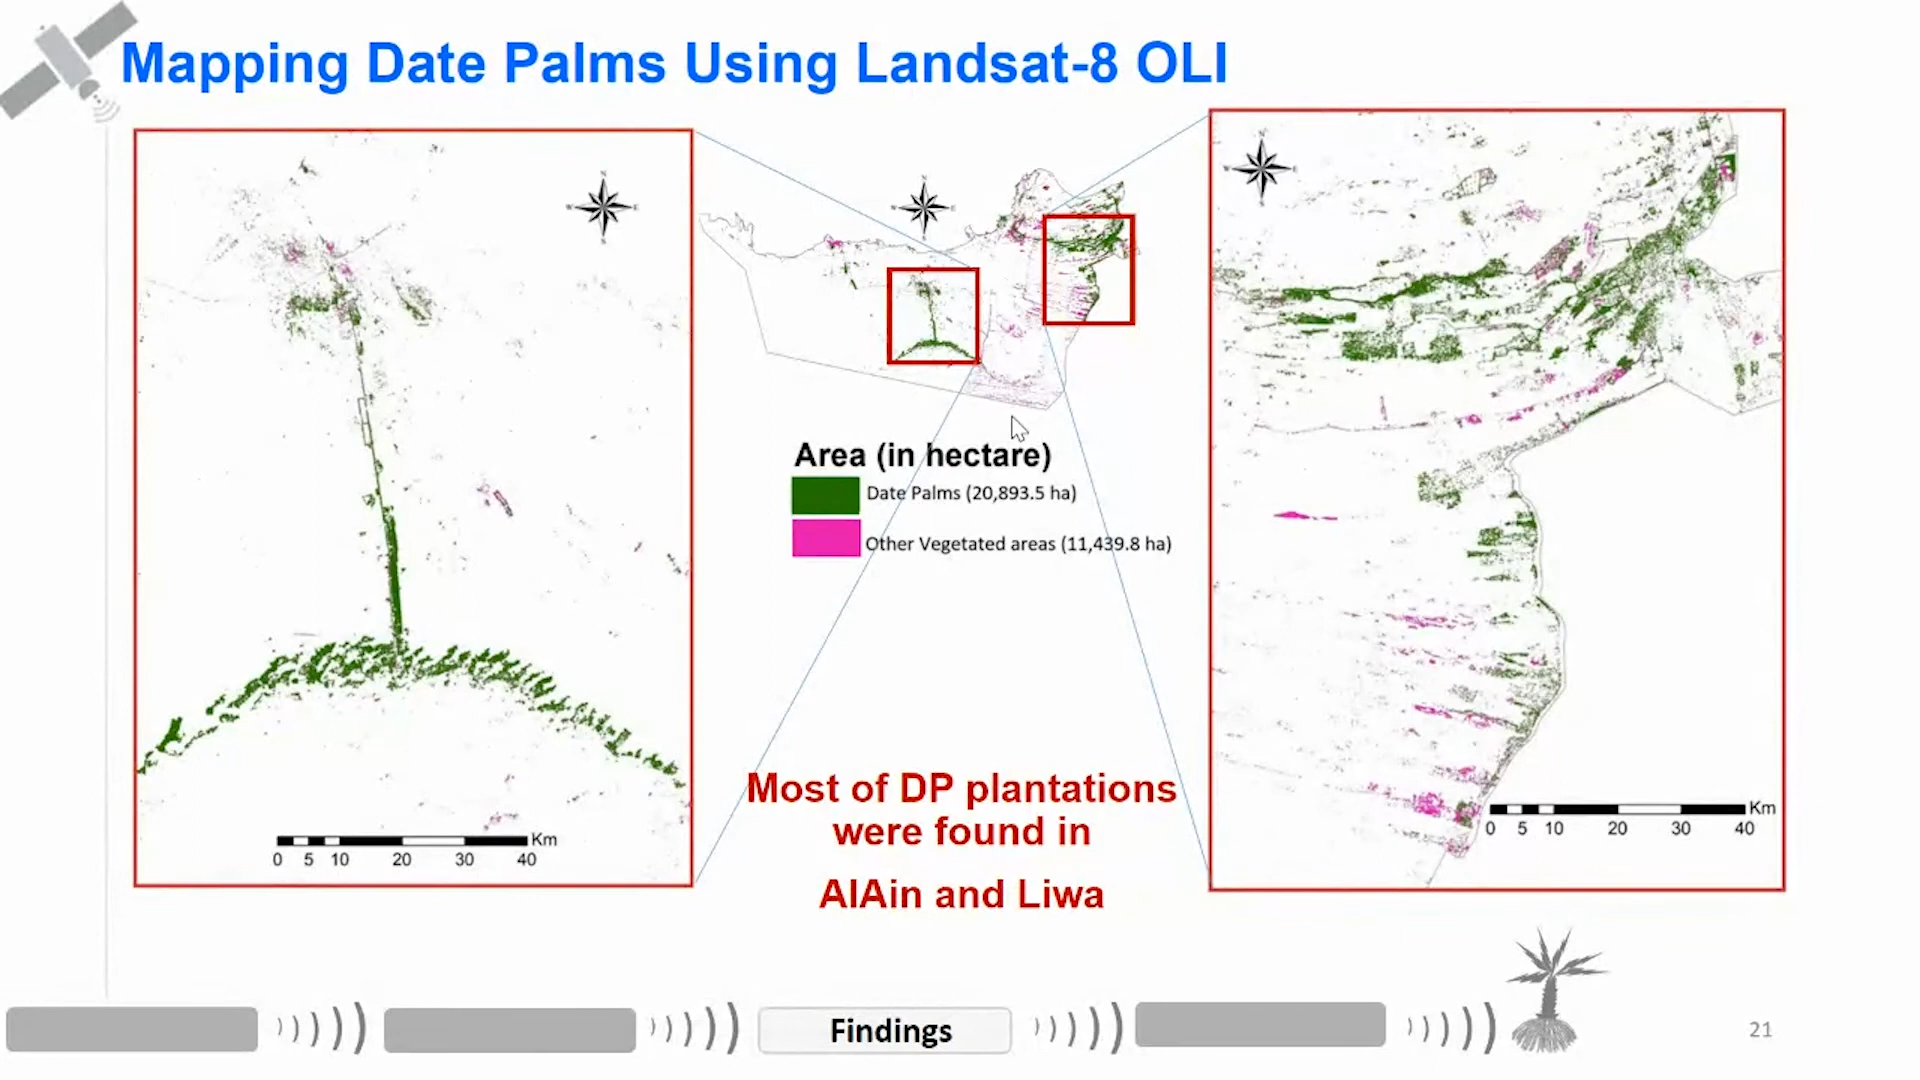 Mapping Date Palms Using Landsat-8 OLI
N
W
E
S
N
W
E
S
N
W
E
S
Area (in hectare)
Date Palms (20,893.5 ha)
Other Vegetated areas (11,439.8 ha)
Most of DP plantations
were found in
AlAin and Liwa
Km
0 5 10 20 30 40
Km
0 5 10 20 30 40
Findings
21